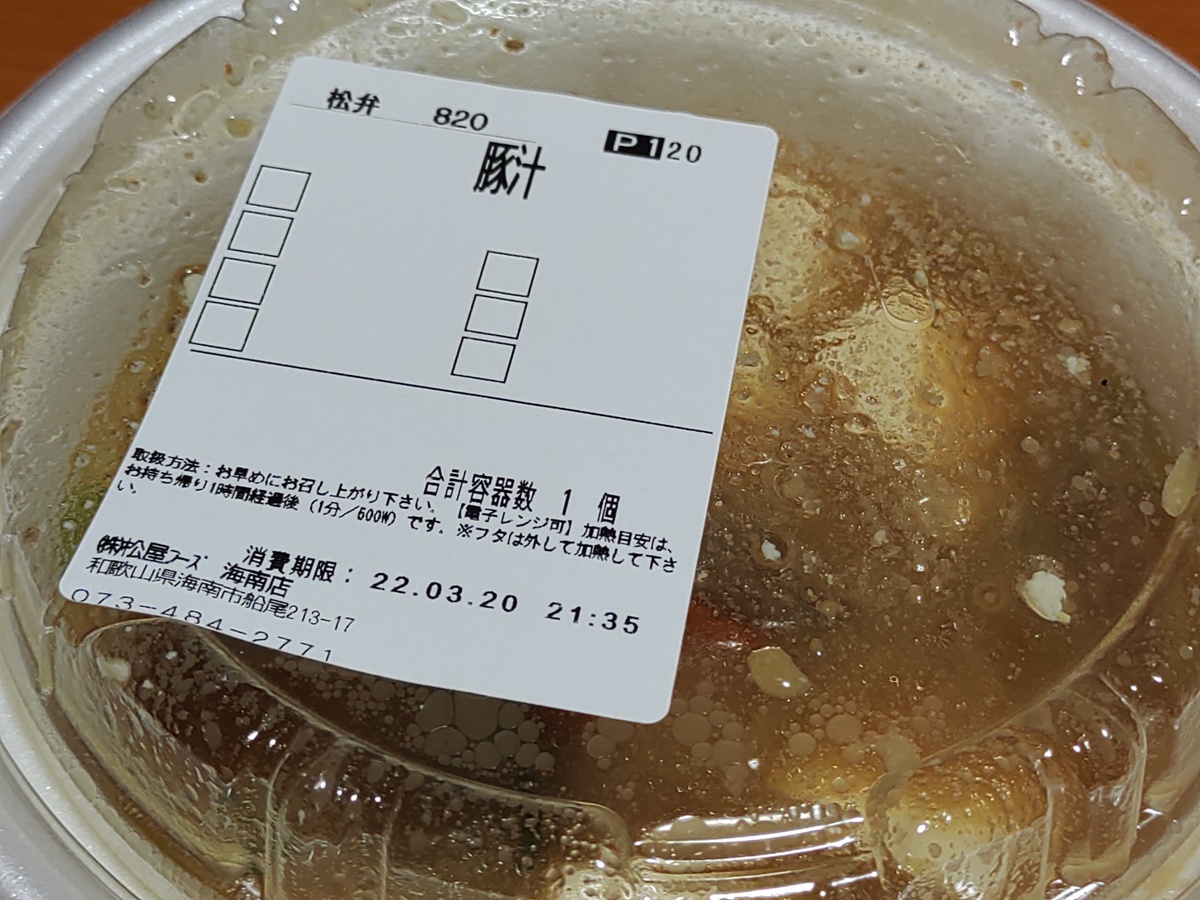 松弁 820 P120
豚汁
合計容器数 1 個
取扱方法：お早めにお召し上がり下さい。【電子レンジ可】加熱目安は、
お持ち帰り1時間経過後（1分／500W）です。※フタは外して加熱して下さ
い。
消費期限： 22.03.20 21:35
㈱松屋フーズ 海南店
和歌山県海南市船尾213-17
073-484-2771